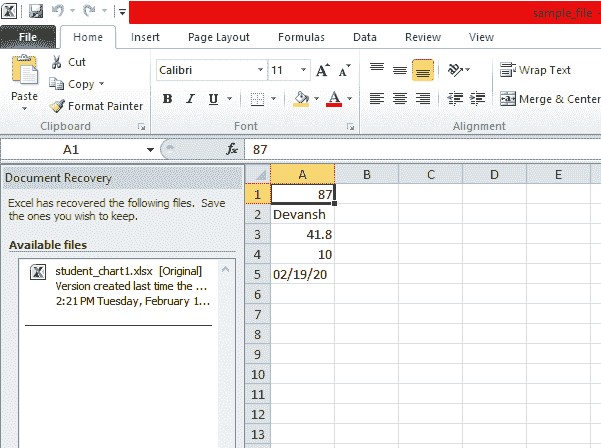 sample_file -
File Home Insert Page Layout Formulas Data Review View
Cut
Copy
Format Painter
Paste
Clipboard
Calibri 11 A A
B I U A
Font
Wrap Text
Merge & Center
Alignment
A1 fx 87
Document Recovery
Excel has recovered the following files. Save
the ones you wish to keep.
Available files
student_chart1.xlsx [Original]
Version created last time the ...
2:21 PM Tuesday, February 1...
A B C D E
1 87
2 Devansh
3 41.8
4 10
5 02/19/20
6
7
8
9
10
11
12
13